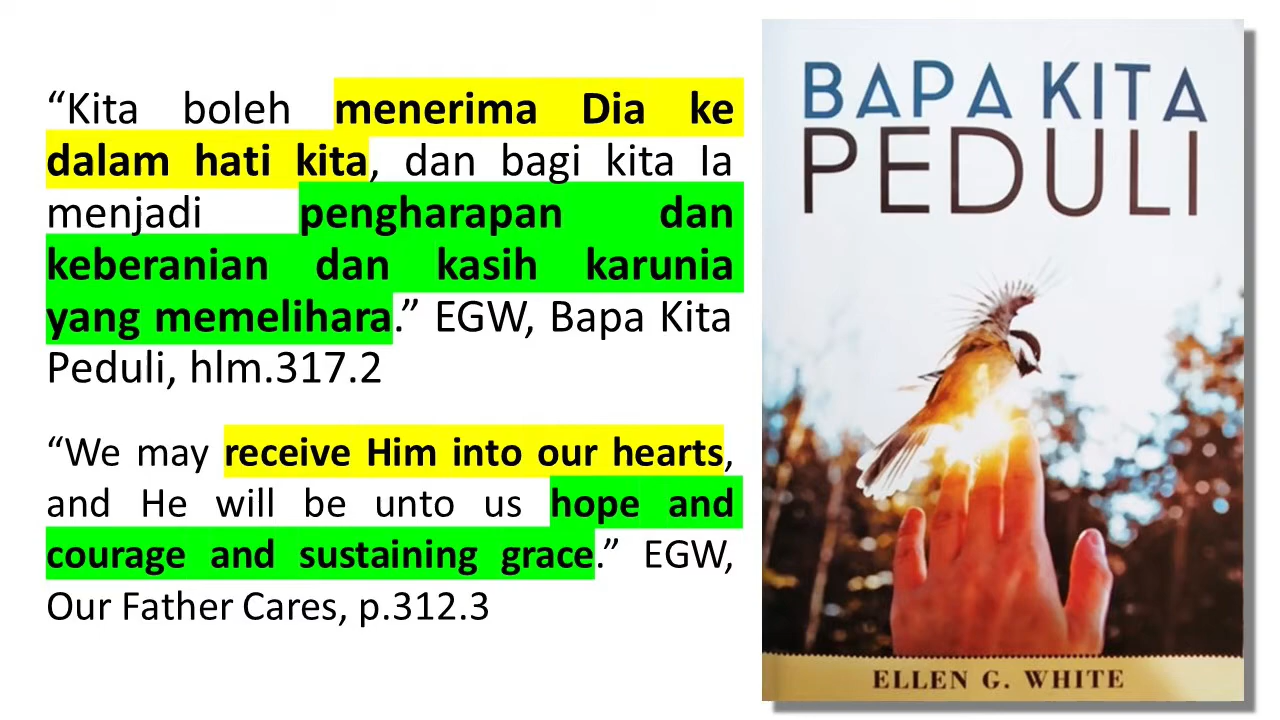 “Kita boleh menerima Dia ke
dalam hati kita, dan bagi kita Ia
menjadi pengharapan dan
keberanian dan kasih karunia
yang memelihara.” EGW, Bapa Kita
Peduli, hlm.317.2
“We may receive Him into our hearts,
and He will be unto us hope and
courage and sustaining grace.” EGW,
Our Father Cares, p.312.3
BAPA KITA
PEDULI
ELLEN G. WHITE